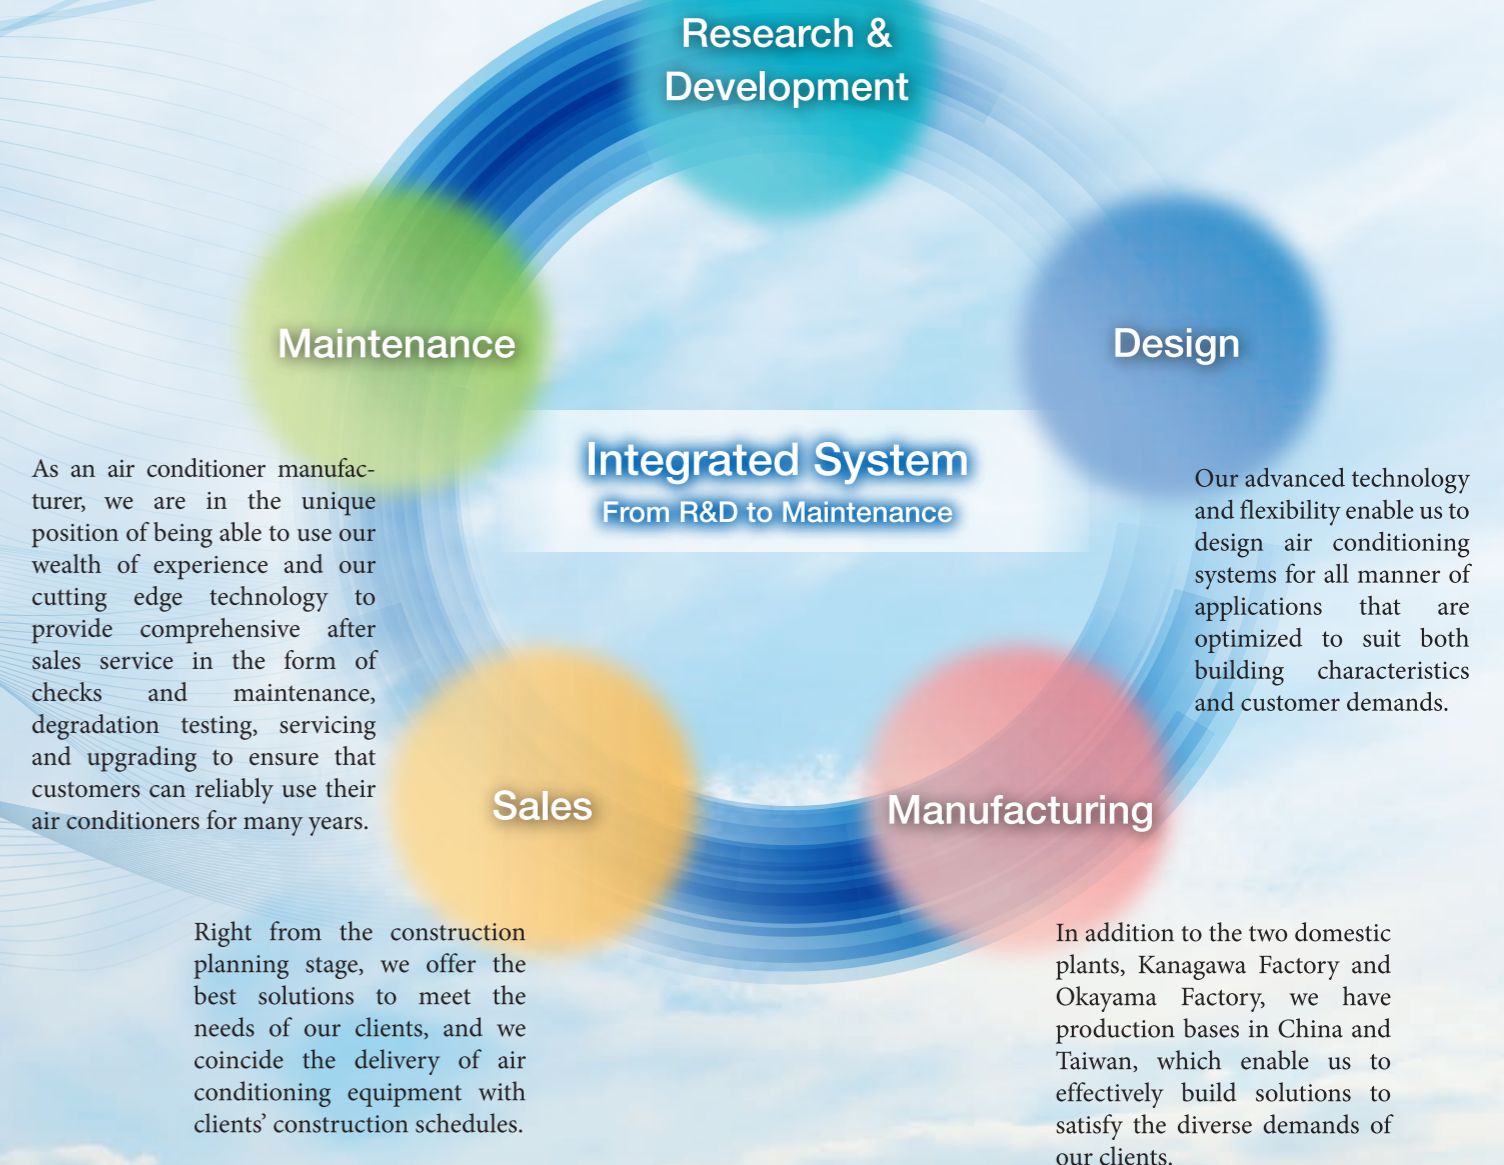 Research &
Development
Maintenance
Design
Integrated System
From R&D to Maintenance
As an air conditioner manufac-
turer, we are in the unique
position of being able to use our
wealth of experience and our
cutting edge technology to
provide comprehensive after
sales service in the form of
checks and maintenance,
degradation testing, servicing
and upgrading to ensure that
customers can reliably use their
air conditioners for many years.
Our advanced technology
and flexibility enable us to
design air conditioning
systems for all manner of
applications that are
optimized to suit both
building characteristics
and customer demands.
Sales
Manufacturing
Right from the construction
planning stage, we offer the
best solutions to meet the
needs of our clients, and we
coincide the delivery of air
conditioning equipment with
clients’ construction schedules.
In addition to the two domestic
plants, Kanagawa Factory and
Okayama Factory, we have
production bases in China and
Taiwan, which enable us to
effectively build solutions to
satisfy the diverse demands of
our clients.